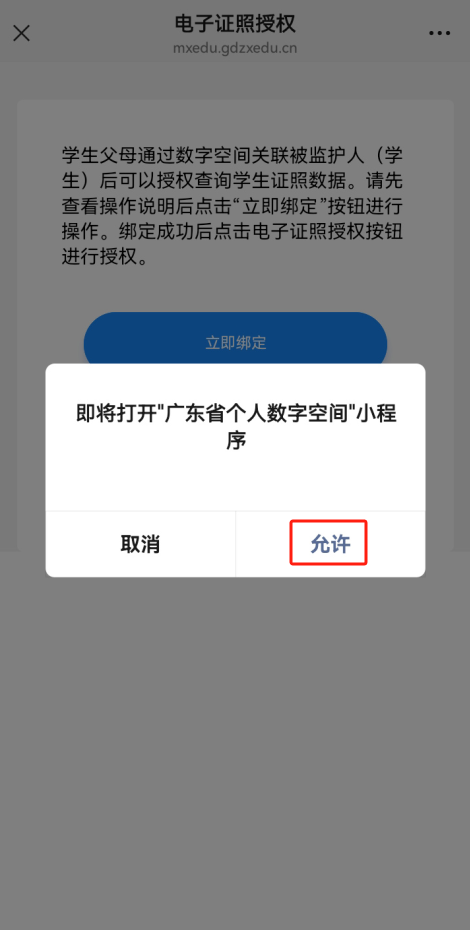 电子证照授权
mxedu.gdzxedu.cn
学生父母通过数字空间关联被监护人（学
生）后可以授权查询学生证照数据。请先
查看操作说明后点击“立即绑定”按钮进行
操作。绑定成功后点击电子证照授权按钮
进行授权。
立即绑定
即将打开"广东省个人数字空间"小程
序
取消
允许